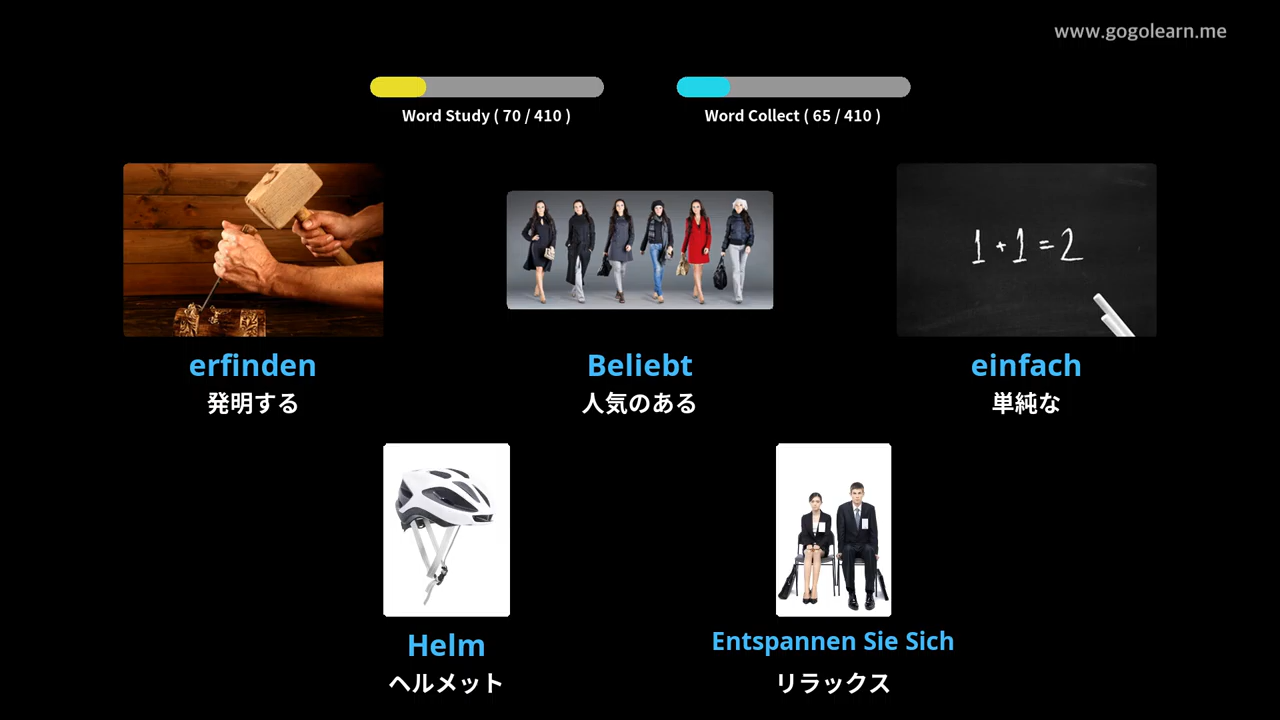 www.gogolearn.me
Word Study ( 70 / 410 )
Word Collect ( 65 / 410 )
1 + 1 = 2
erfinden
発明する
Beliebt
人気のある
einfach
単純な
Helm
ヘルメット
Entspannen Sie Sich
リラックス